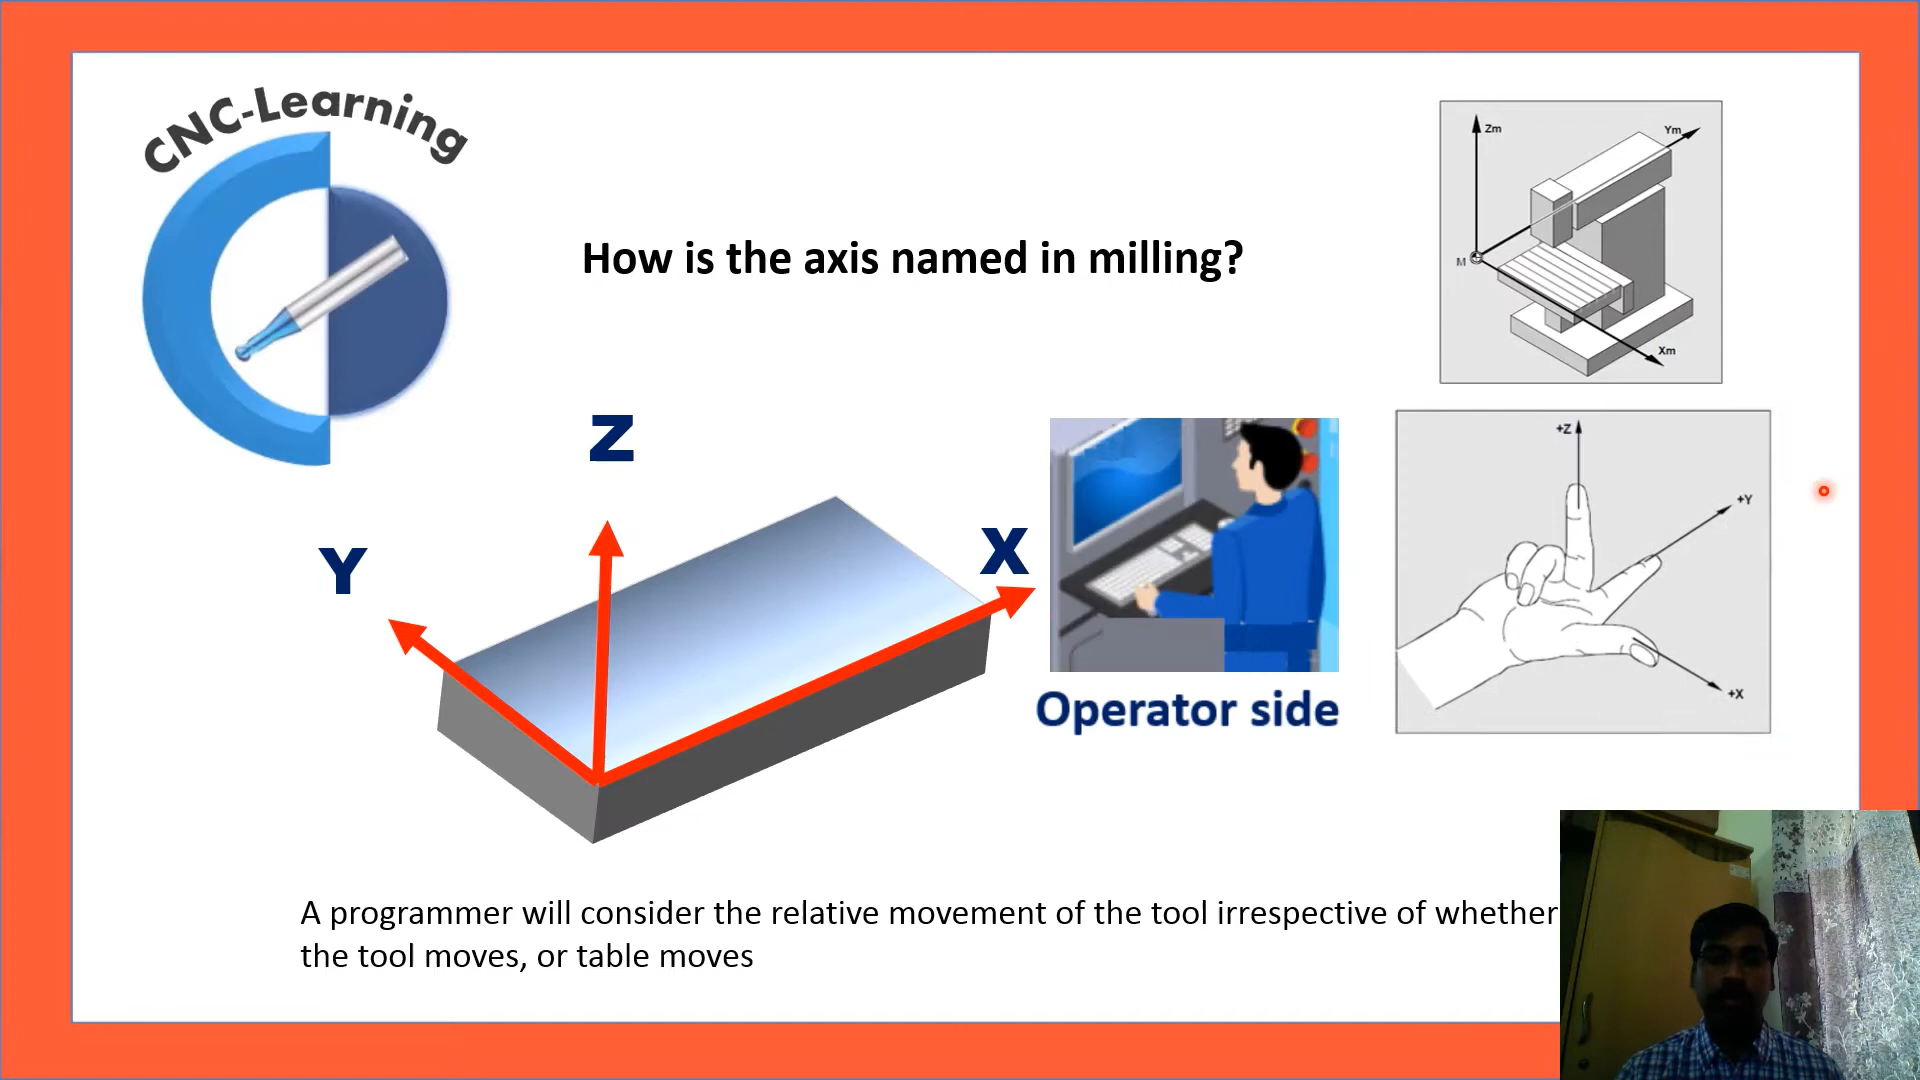 CNC-Learning
How is the axis named in milling?
Zm
Ym
M
Xm
Z
Y
X
Operator side
+Z
+Y
+X
A programmer will consider the relative movement of the tool irrespective of whether
the tool moves, or table moves